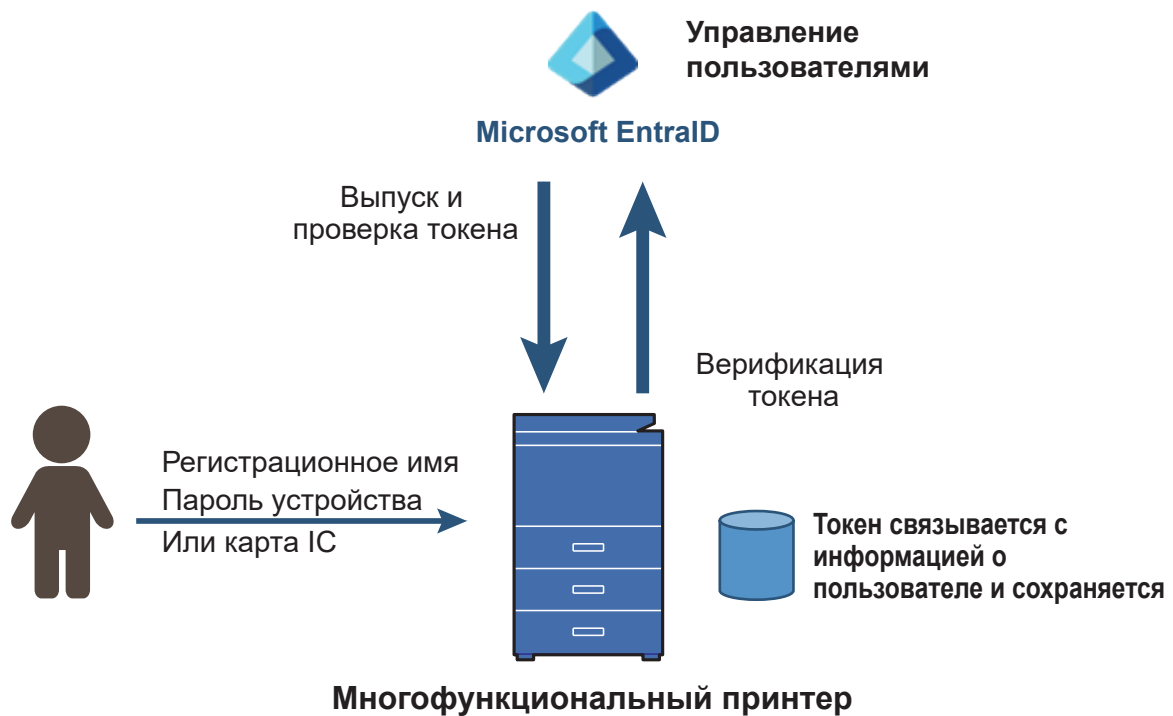 Управление
пользователями
Microsoft EntraID
Выпуск и
проверка токена
Верификация
токена
Регистрационное имя
Пароль устройства
Или карта IC
Токен связывается с
информацией о
пользователе и сохраняется
Многофункциональный принтер